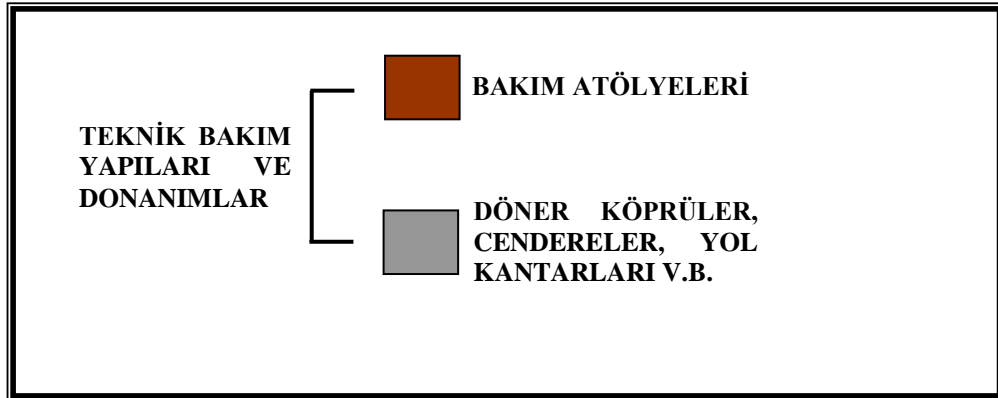 BAKIM ATÖLYELERİ
TEKNİK BAKIM
YAPILARI VE
DONANIMLAR
DÖNER KÖPRÜLER,
CENDERELER, YOL
KANTARLARI V.B.